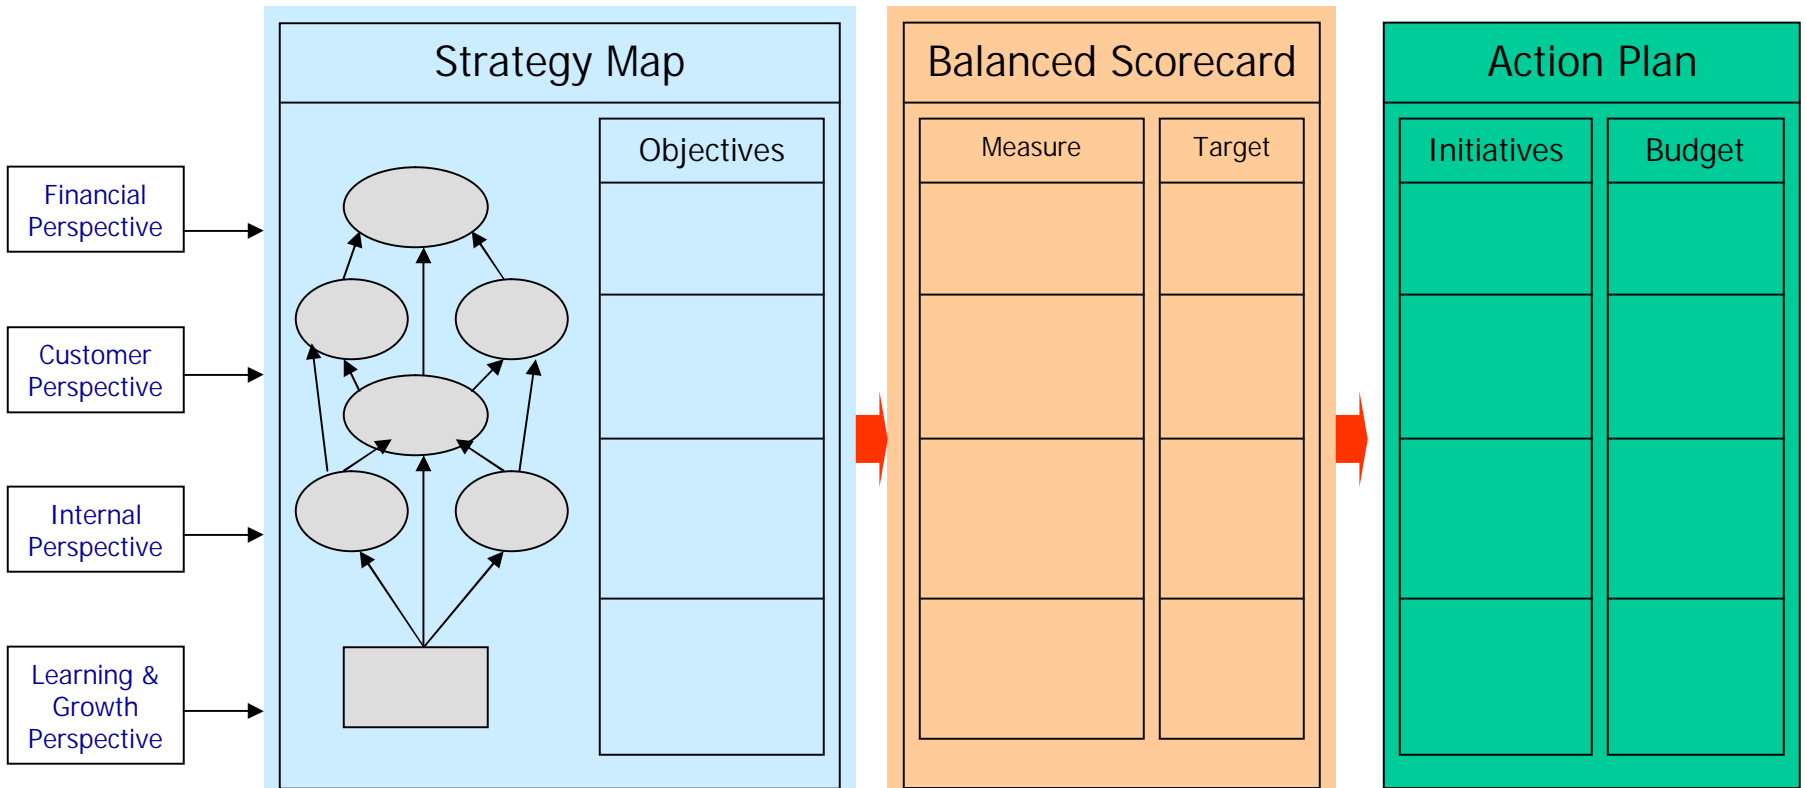 Strategy Map
Balanced Scorecard
Action Plan
Objectives
Measure
Target
Initiatives
Budget
Financial
Perspective
Customer
Perspective
Internal
Perspective
Learning &
Growth
Perspective